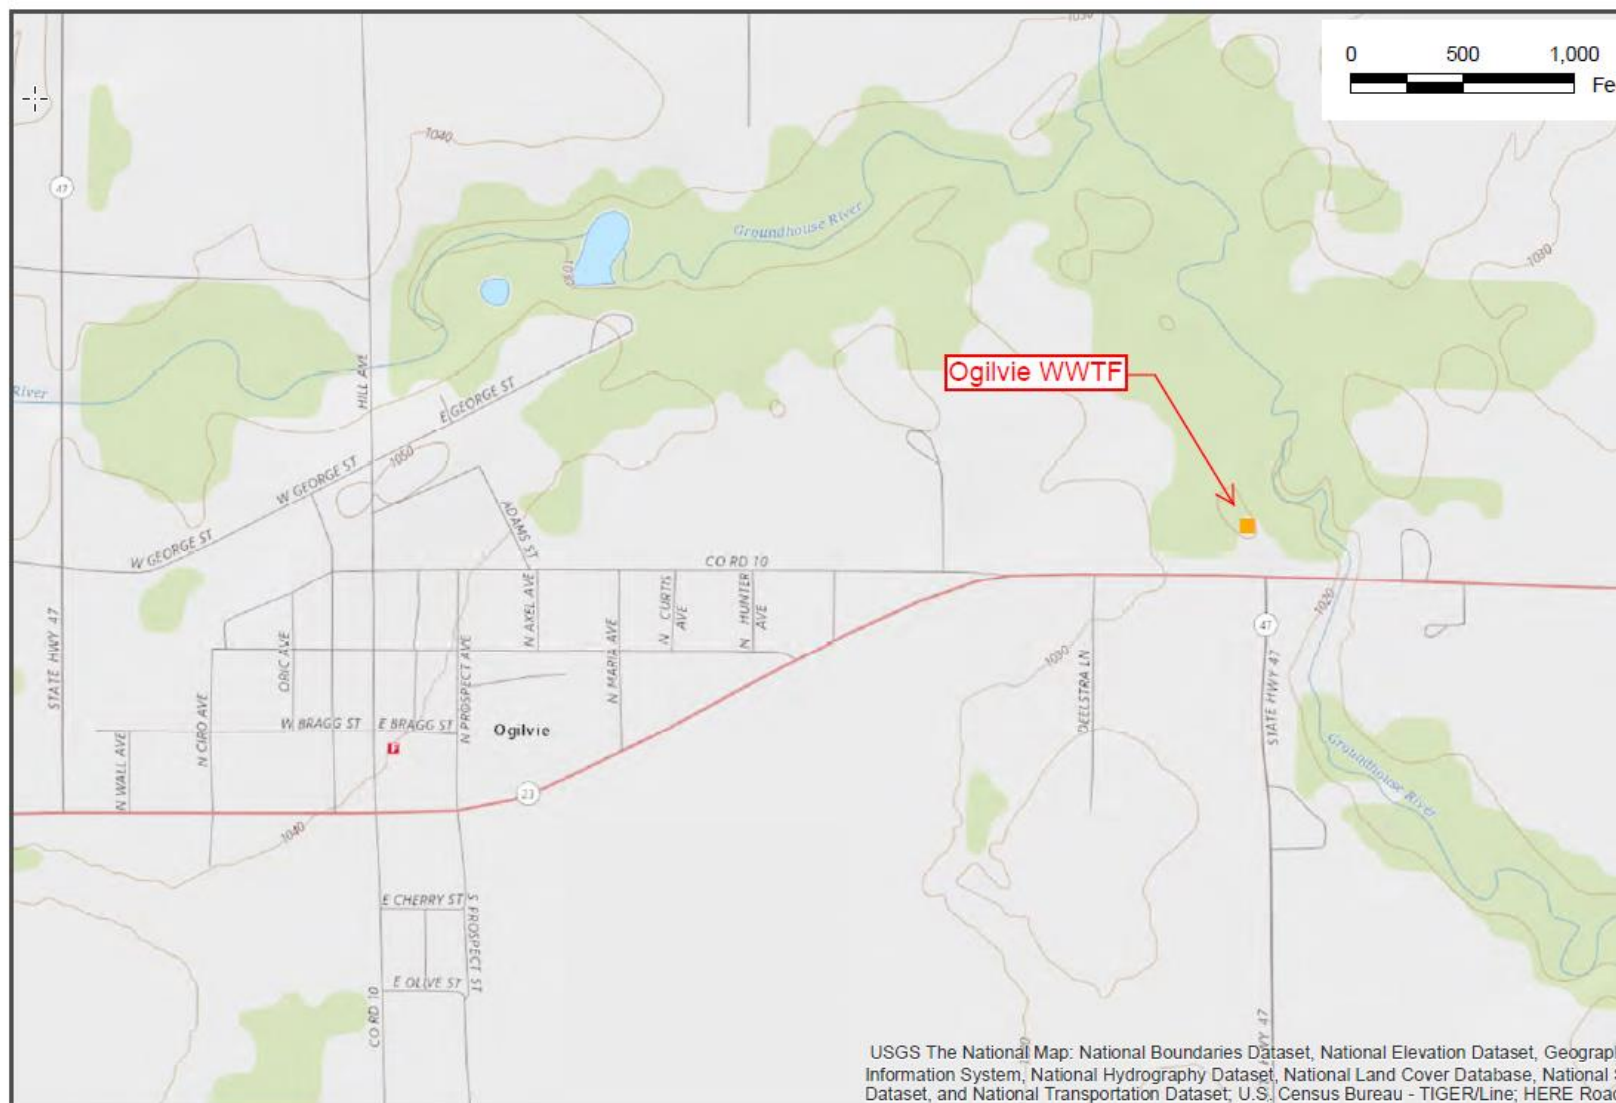 1030
0 500 1,000
Fe
1040
47
Groundhouse River
1030
1030
River
HILL AVE
E GEORGE ST
Ogilvie WWTF
1050
W GEORGE ST
ADAMS ST
W GEORGE ST
CO RD 10
N AXEL AVE
N CURTIS AVE
N HUNTER AVE
1020
47
STATE HWY 47
ORIC AVE
N PROSPECT AVE
N MARIA AVE
1030
DEELSTRA LN
STATE HWY 47
N CIRO AVE
W BRAGG ST
E BRAGG ST
Ogilvie
F
N WALL AVE
23
Groundhouse River
1040
E CHERRY ST
S PROSPECT ST
E OLIVE ST
CO RD 10
USGS The National Map: National Boundaries Dataset, National Elevation Dataset, Geograp
Information System, National Hydrography Dataset, National Land Cover Database, National
Dataset, and National Transportation Dataset; U.S. Census Bureau - TIGER/Line; HERE Road